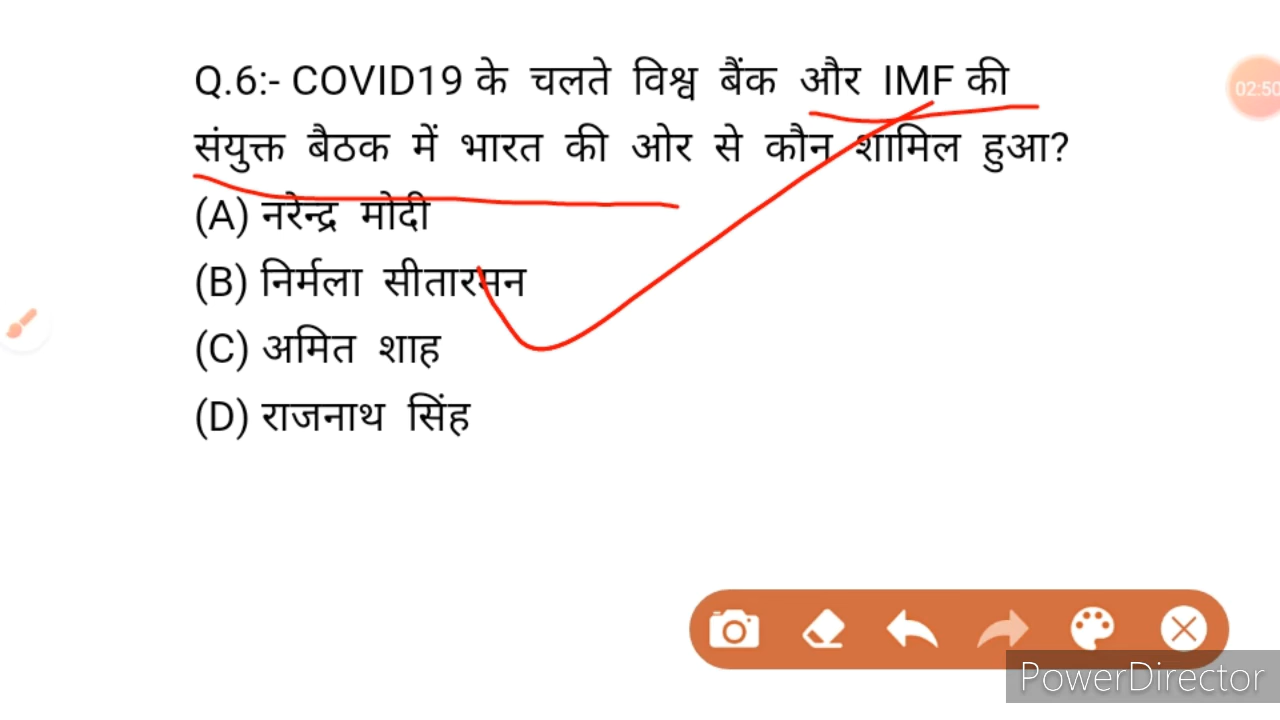 Q.6:- COVID19 के चलते विश्व बैंक और IMF की
संयुक्त बैठक में भारत की ओर से कौन शामिल हुआ?
(A) नरेन्द्र मोदी
(B) निर्मला सीतारमन
(C) अमित शाह
(D) राजनाथ सिंह
02:50
PowerDirector